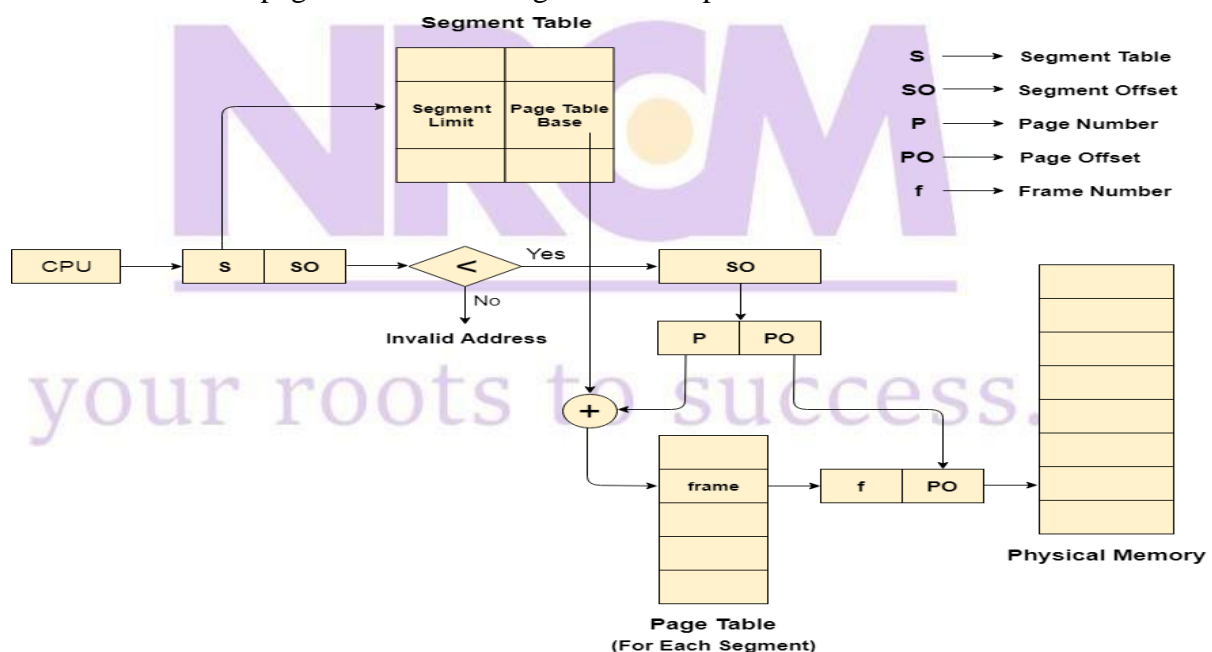 Segment Table
S Segment Table
SO Segment Offset
P Page Number
PO Page Offset
f Frame Number
Segment Limit
Page Table Base
NRCM
CPU
S SO
<
Yes
No
Invalid Address
SO
P PO
your roots to success.
+
frame
f PO
Physical Memory
Page Table
(For Each Segment)